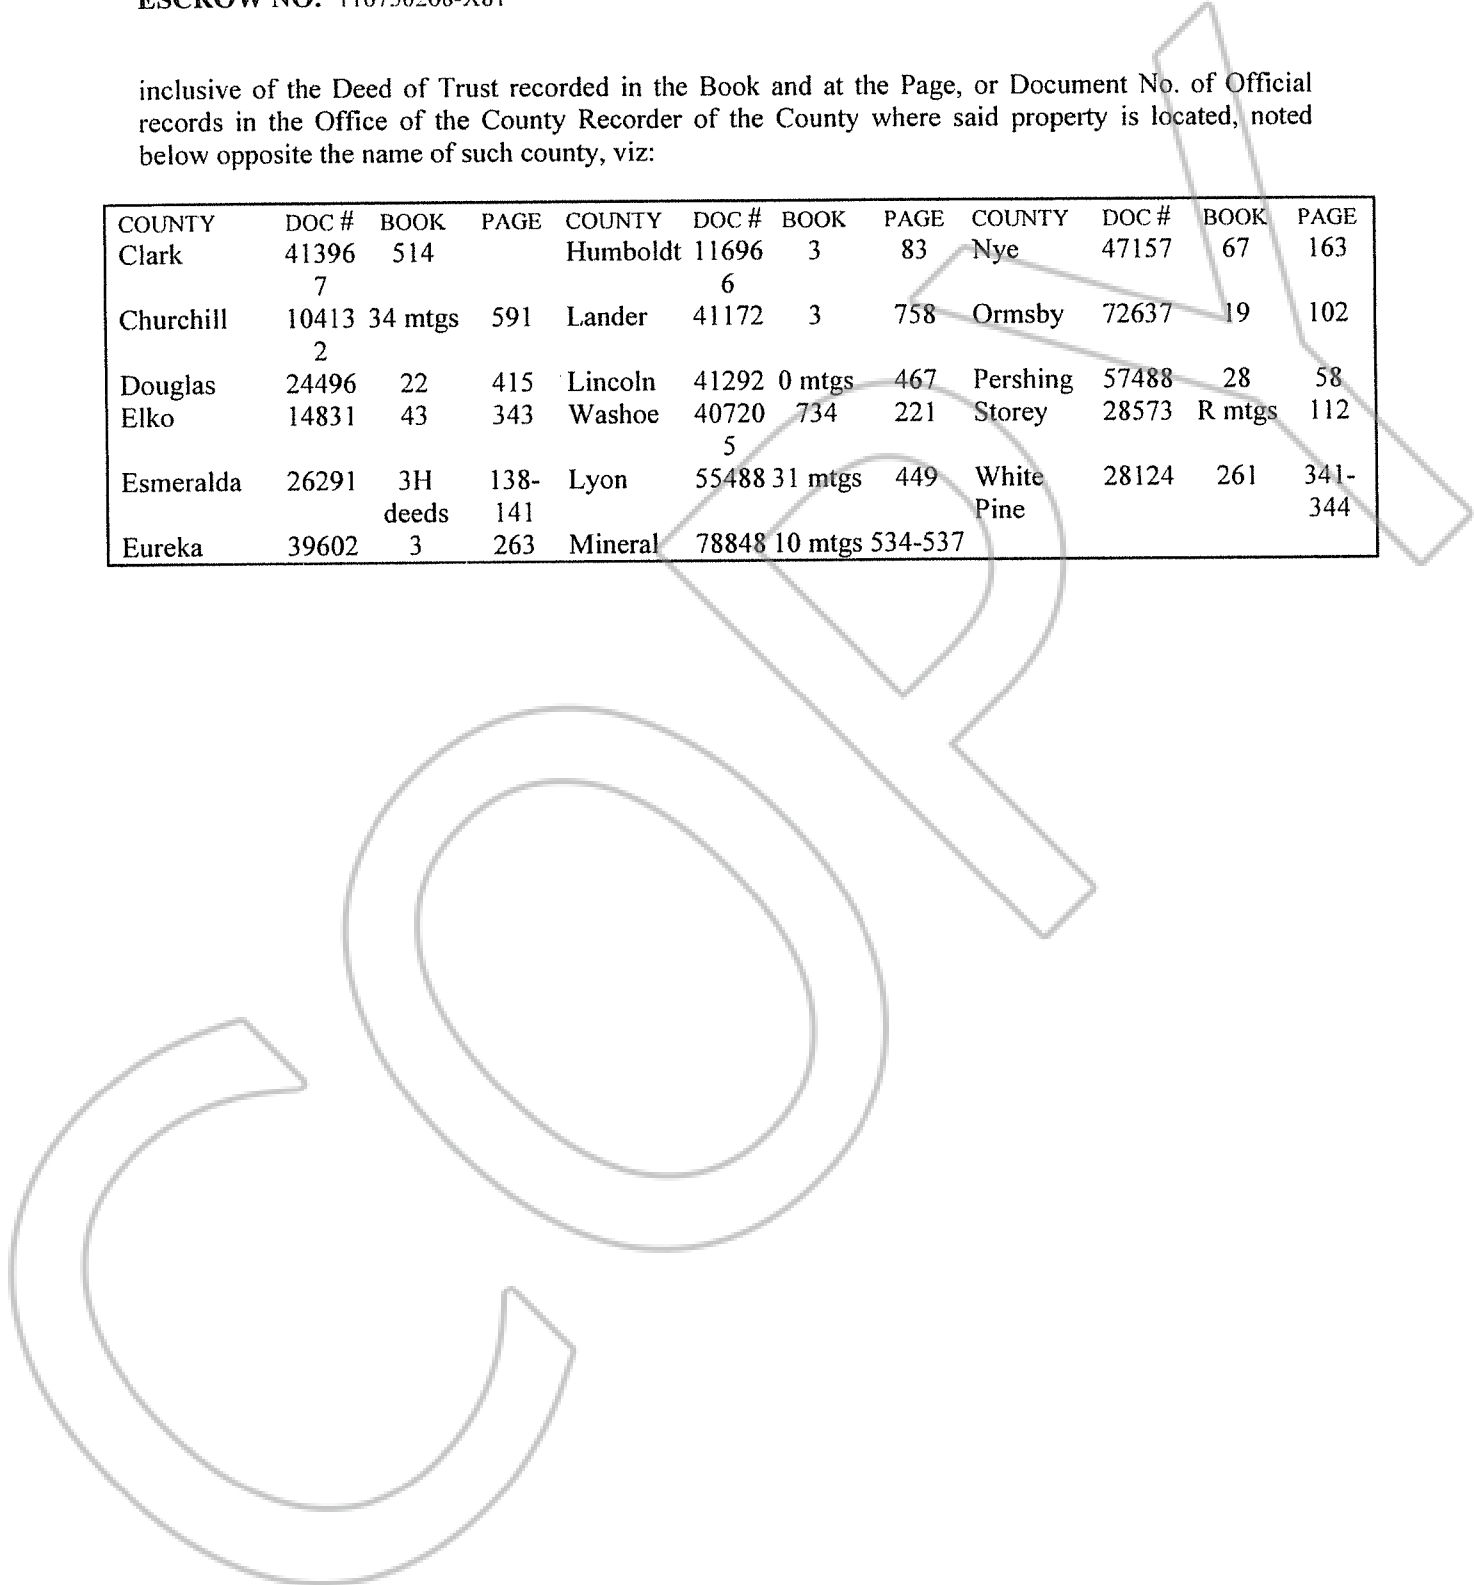 ESCROW NO.
inclusive of the Deed of Trust recorded in the Book and at the Page, or Document No. of Official
records in the Office of the County Recorder of the County where said property is located, noted
below opposite the name of such county, viz:
COUNTY DOC # BOOK PAGE COUNTY DOC # BOOK PAGE COUNTY DOC # BOOK PAGE
Clark 41396 514 Humboldt 11696 3 83 Nye 47157 67 163
7 6
Churchill 10413 34 mtgs 591 Lander 41172 3 758 Ormsby 72637 19 102
2
Douglas 24496 22 415 Lincoln 41292 0 mtgs 467 Pershing 57488 28 58
Elko 14831 43 343 Washoe 40720 734 221 Storey 28573 R mtgs 112
5
Esmeralda 26291 3H 138- Lyon 55488 31 mtgs 449 White 28124 261 341-
deeds 141 Pine 344
Eureka 39602 3 263 Mineral 78848 10 mtgs 534-537
COPY